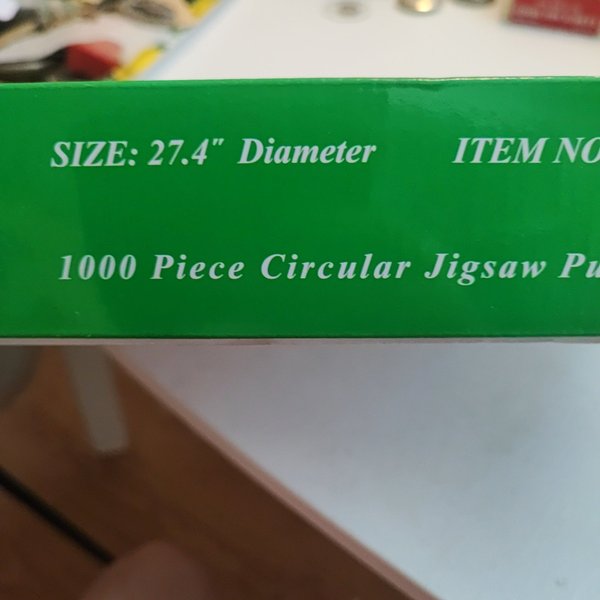 SIZE: 27.4" Diameter ITEM NO
1000 Piece Circular Jigsaw Pu